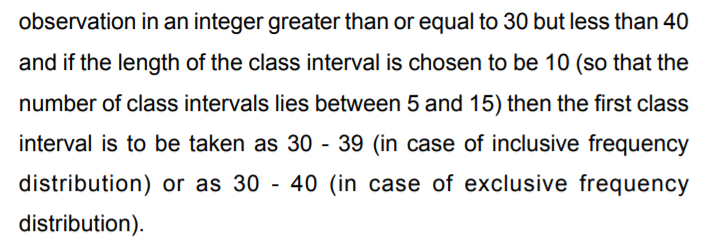 observation in an integer greater than or equal to 30 but less than 40
and if the length of the class interval is chosen to be 10 (so that the
number of class intervals lies between 5 and 15) then the first class
interval is to be taken as 30 - 39 (in case of inclusive frequency
distribution) or as 30 - 40 (in case of exclusive frequency
distribution).